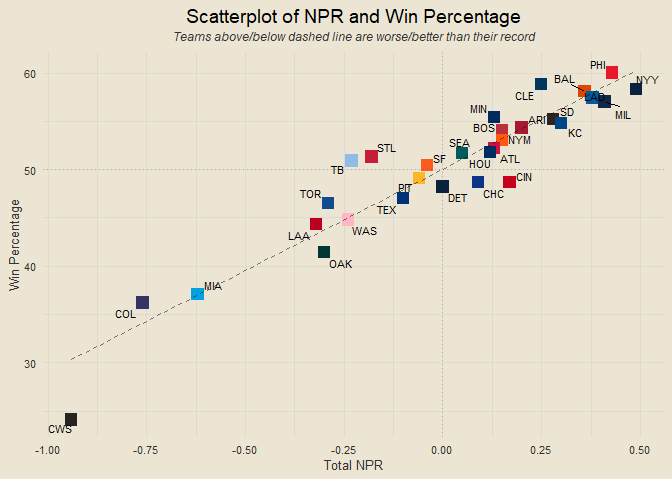 Scatterplot of NPR and Win Percentage
Teams above/below dashed line are worse/better than their record
Win Percentage
60
50
40
30
PHI
BAL
NYY
CLE
LAD
MIL
MIN
SD
BOS
ARI
KC
NYM
SEA
STL
HOU
ATL
TB
SF
PIT
CIN
TOR
TEX
DET
CHC
LAA
WAS
OAK
MIA
COL
CWS
-1.00
-0.75
-0.50
-0.25
0.00
0.25
0.50
Total NPR